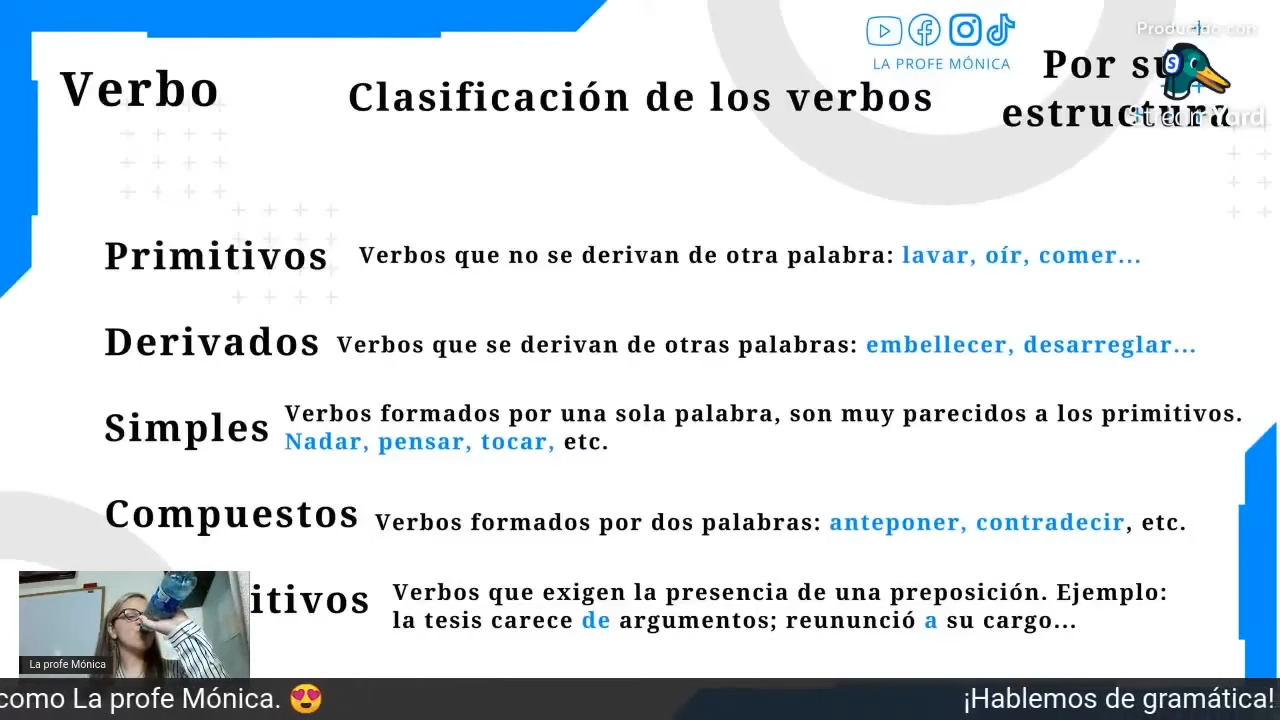 Producido con
StreamYard
LA PROFE MÓNICA
Verbo
Clasificación de los verbos
Por su
estructura
Primitivos
Verbos que no se derivan de otra palabra: lavar, oír, comer...
Derivados
Verbos que se derivan de otras palabras: embellecer, desarreglar...
Simples
Verbos formados por una sola palabra, son muy parecidos a los primitivos.
Nadar, pensar, tocar, etc.
Compuestos
Verbos formados por dos palabras: anteponer, contradecir, etc.
itivos
Verbos que exigen la presencia de una preposición. Ejemplo:
la tesis carece de argumentos; reununció a su cargo...
La profe Mónica
como La profe Mónica. 😍
¡Hablemos de gramática!